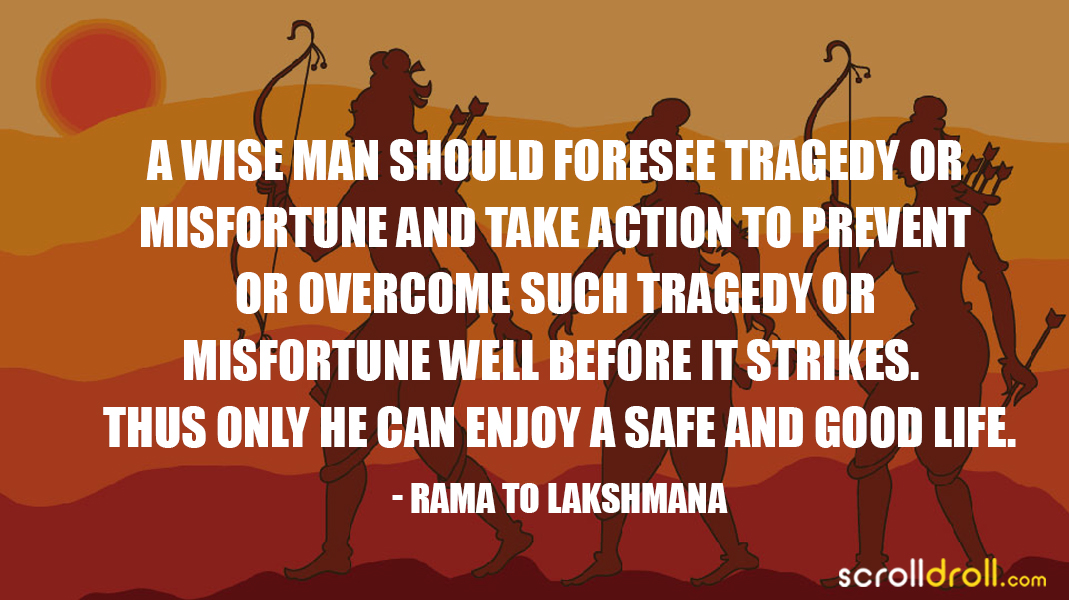 A WISE MAN SHOULD FORESEE TRAGEDY OR
MISFORTUNE AND TAKE ACTION TO PREVENT
OR OVERCOME SUCH TRAGEDY OR
MISFORTUNE WELL BEFORE IT STRIKES.
THUS ONLY HE CAN ENJOY A SAFE AND GOOD LIFE.
- RAMA TO LAKSHMANA
scrolldroll.com